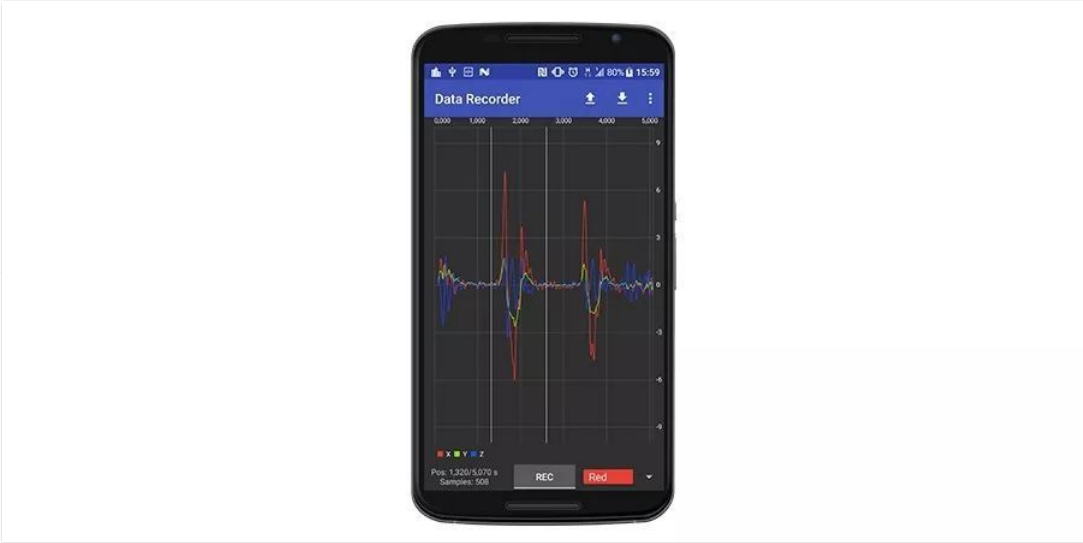 80% 15:59
Data Recorder
0,000 1,000 2,000 3,000 4,000 5,000
9
6
3
0
-3
-6
-9
X Y Z
Pos: 1,320/5,070 s
Samples: 508
REC
Red